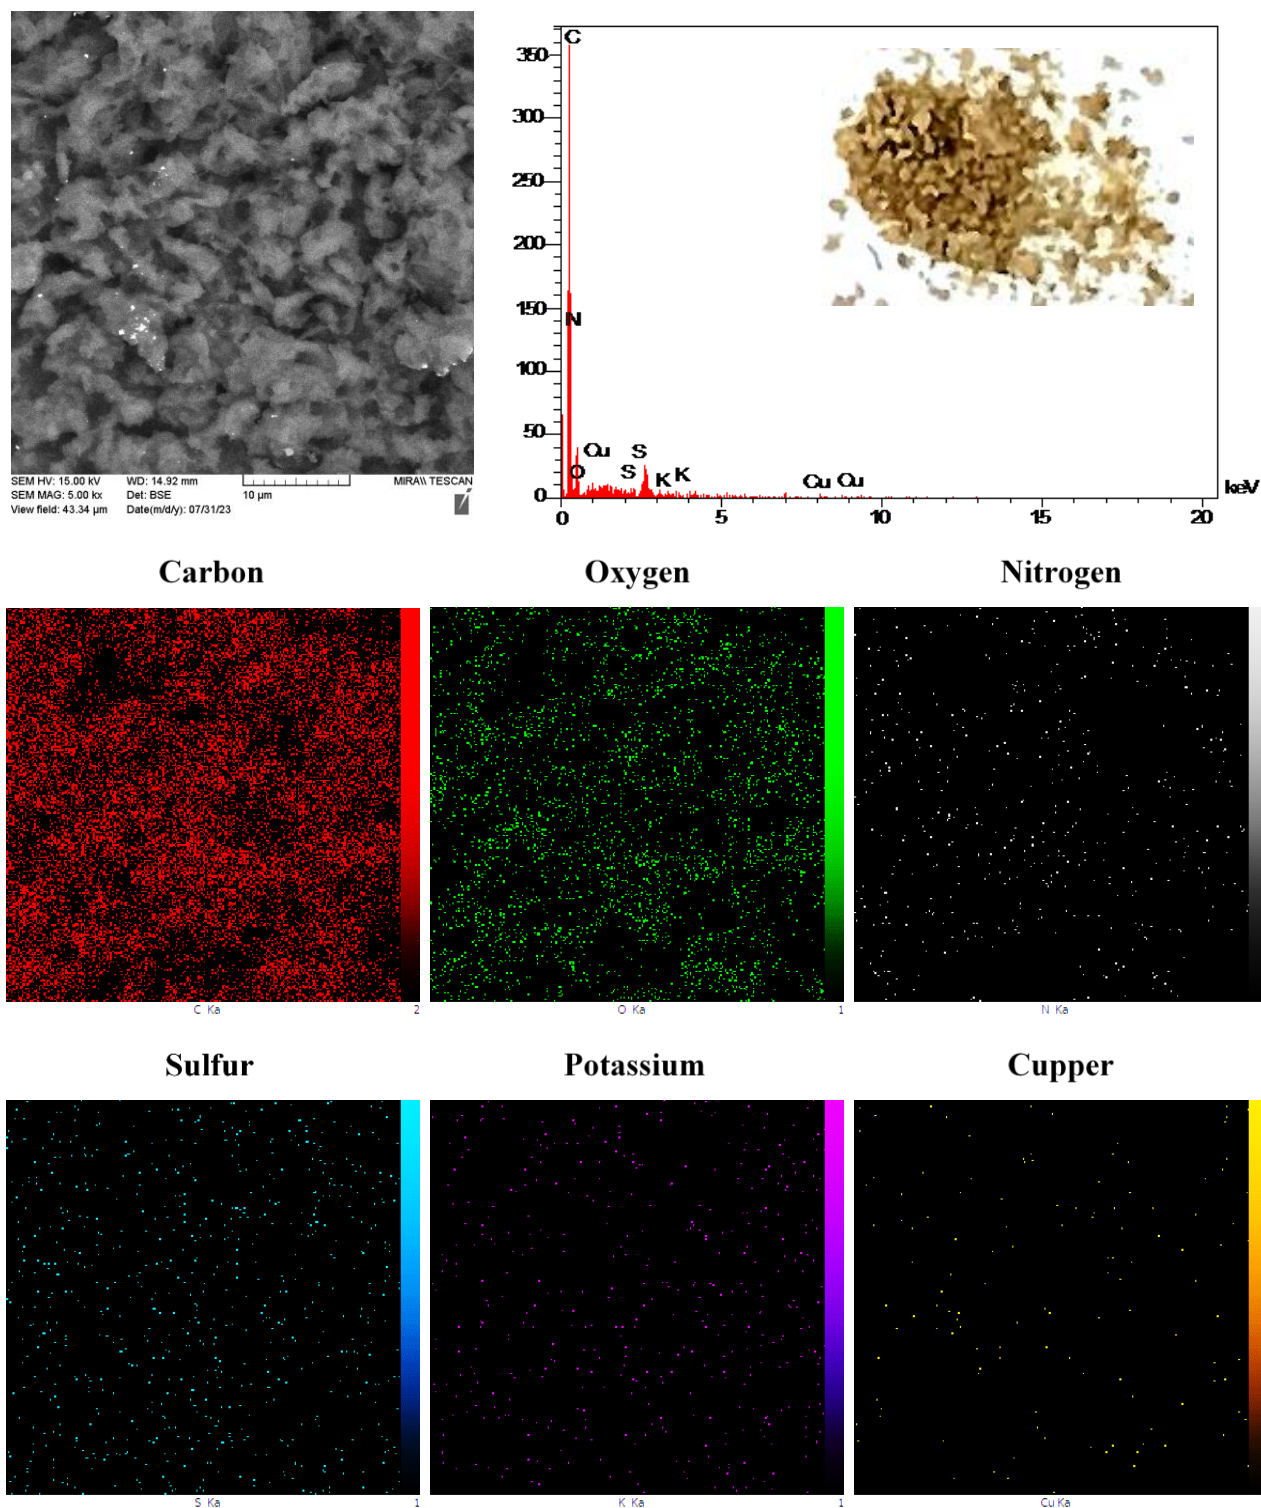 SEM HV: 15.00 kV WD: 14.92 mm MIRA\\ TESCAN
SEM MAG: 5.00 kx Det: BSE 10 µm
View field: 43.34 µm Date(m/d/y): 07/31/23
C
350
300
250
200
150
N
100
50
Cu
S
O
S
K
K
Cu
Cu
0
keV
0 5 10 15 20
Carbon Oxygen Nitrogen
C Ka 2 O Ka 1 N Ka
Sulfur Potassium Cupper
S Ka 1 K Ka 1 Cu Ka